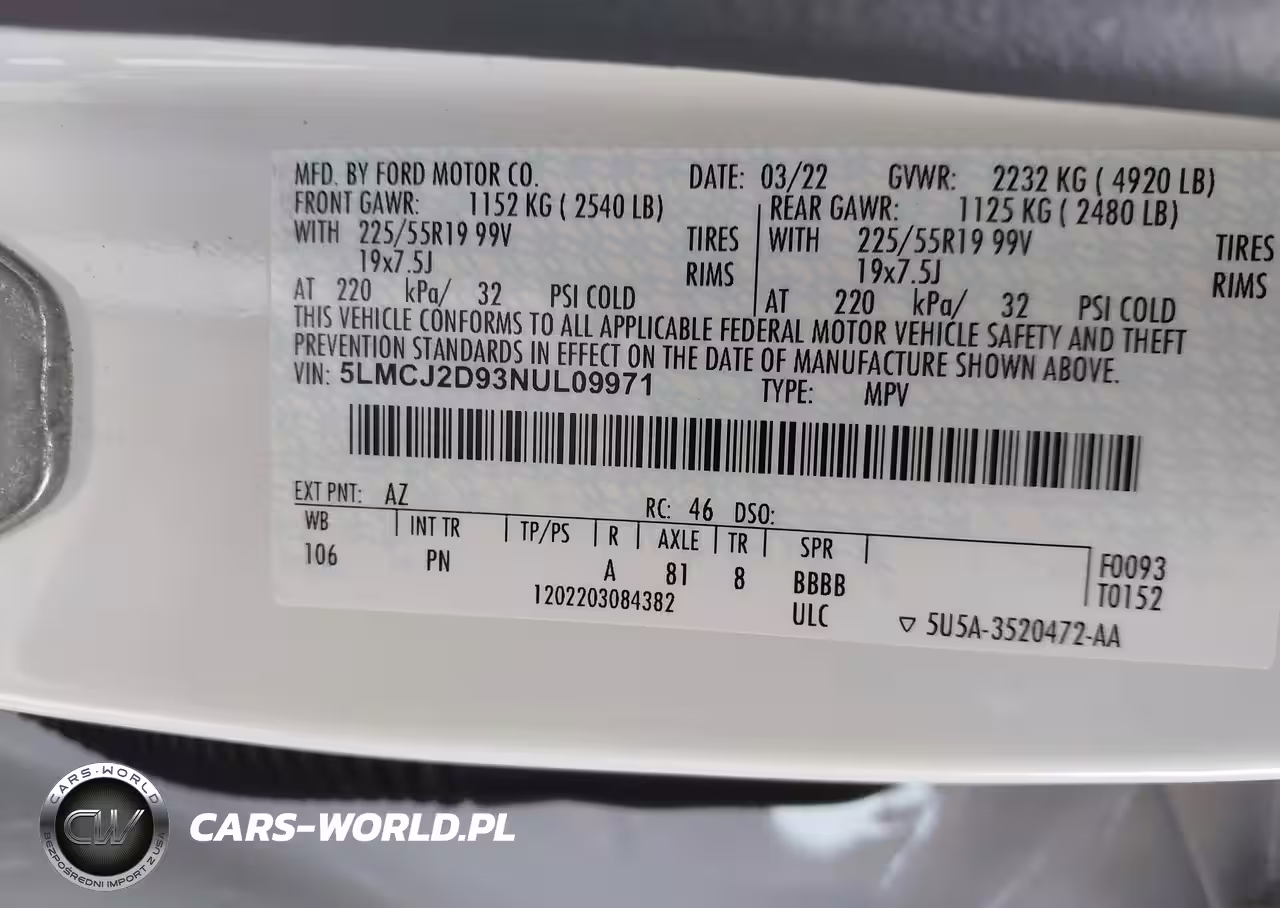 MFD. BY FORD MOTOR CO. DATE: 03/22 GVWR: 2232 KG ( 4920 LB)
FRONT GAWR: 1152 KG ( 2540 LB) REAR GAWR: 1125 KG ( 2480 LB)
WITH 225/55R19 99V TIRES WITH 225/55R19 99V TIRES
19x7.5J RIMS 19x7.5J RIMS
AT 220 kPa/ 32 PSI COLD AT 220 kPa/ 32 PSI COLD
THIS VEHICLE CONFORMS TO ALL APPLICABLE FEDERAL MOTOR VEHICLE SAFETY AND THEFT
PREVENTION STANDARDS IN EFFECT ON THE DATE OF MANUFACTURE SHOWN ABOVE.
VIN: 5LMCJ2D93NUL09971 TYPE: MPV
EXT PNT: AZ RC: 46 DSO:
WB INT TR TP/PS R AXLE TR SPR F0093
106 PN A 81 8 BBBB T0152
1202203084382 ULC ▽ 5U5A-3520472-AA
CARS-WORLD
CW
BEZPOŚREDNI IMPORT Z USA
CARS-WORLD.PL